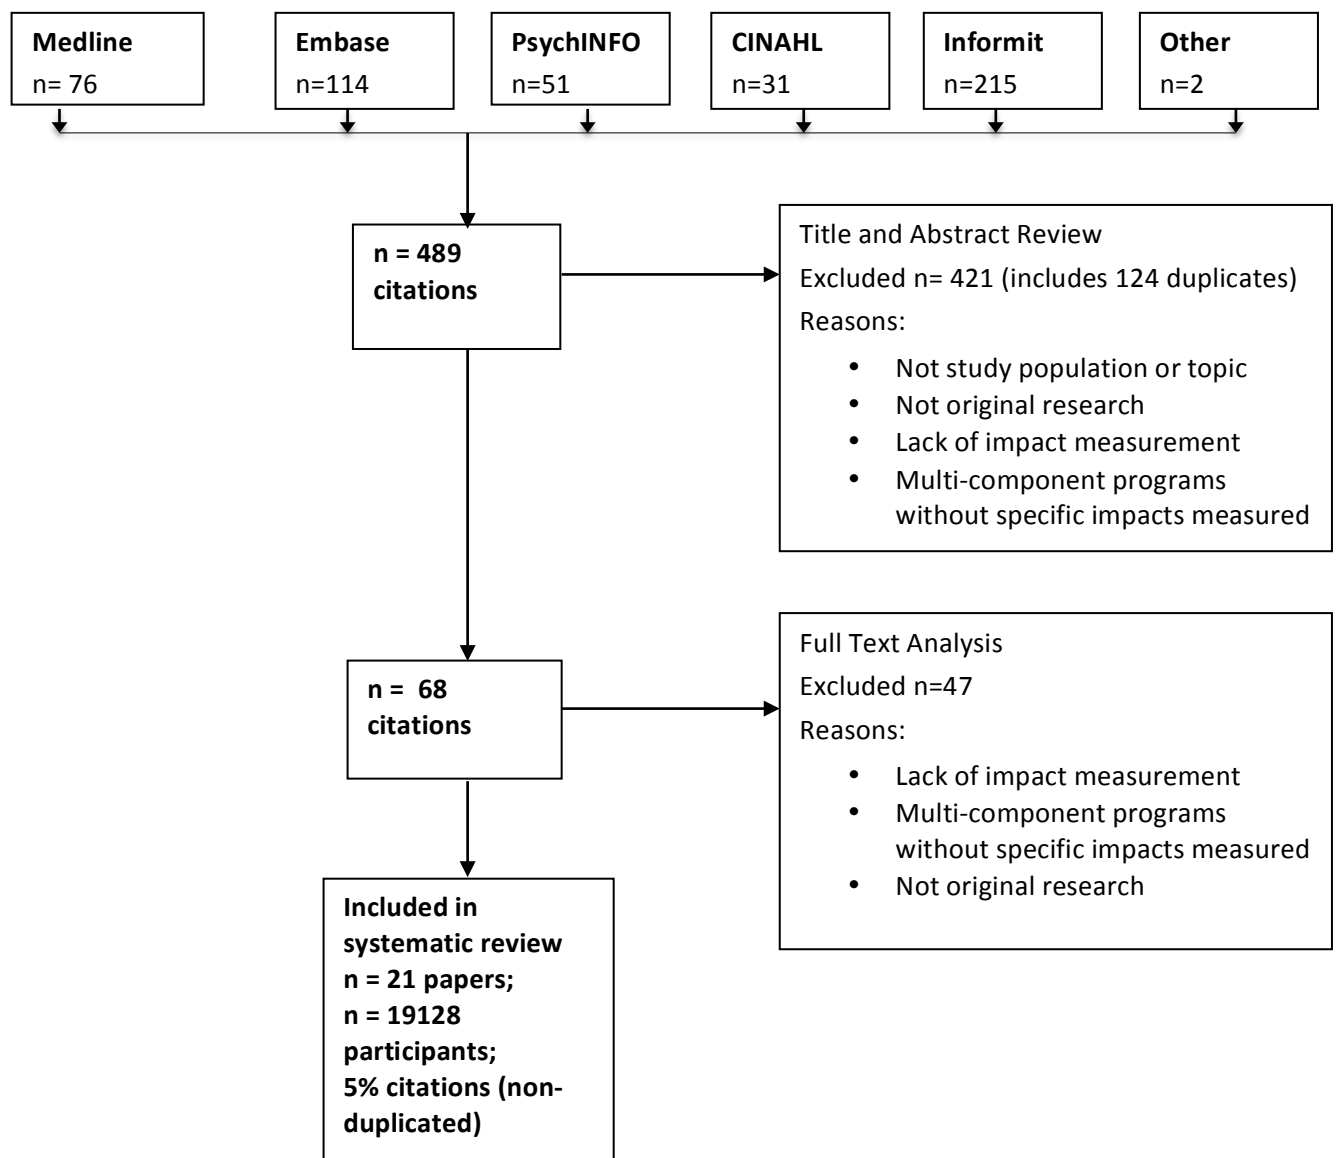 Medline
n= 76
Embase
n=114
PsychINFO
n=51
CINAHL
n=31
Informit
n=215
Other
n=2
n = 489
citations
Title and Abstract Review
Excluded n= 421 (includes 124 duplicates)
Reasons:
• Not study population or topic
• Not original research
• Lack of impact measurement
• Multi-component programs
without specific impacts measured
n = 68
citations
Full Text Analysis
Excluded n=47
Reasons:
• Lack of impact measurement
• Multi-component programs
without specific impacts measured
• Not original research
Included in
systematic review
n = 21 papers;
n = 19128
participants;
5% citations (non-
duplicated)